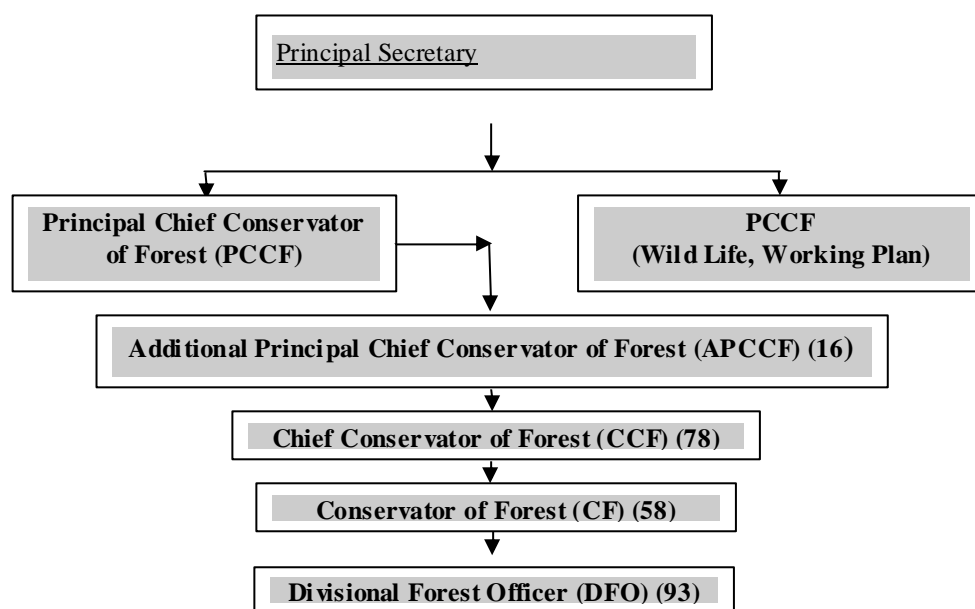 Principal Secretary
Principal Chief Conservator
of Forest (PCCF)
PCCF
(Wild Life, Working Plan)
Additional Principal Chief Conservator of Forest (APCCF) (16)
Chief Conservator of Forest (CCF) (78)
Conservator of Forest (CF) (58)
Divisional Forest Officer (DFO) (93)